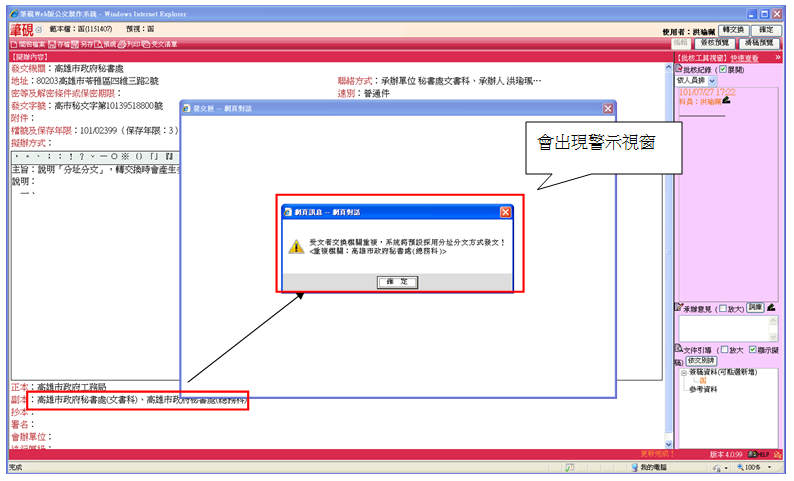 筆硯Web版公文製作系統 - Windows Internet Explorer
筆硯 範本檔：函(1151407) 預視：函
使用者：洪瑜珮 轉交換 確定
開啟檔案 存檔 另存 預視 列印 受文清單
編輯 簽核預覽 清稿預覽
【擬辦內容】
【批核工具視窗】快速查看 »
發文機關：高雄市政府秘書處
批核紀錄 (展開)
地址：80203高雄市苓雅區四維三路2號
聯絡方式：承辦單位 秘書處文書科、承辦人 洪瑜珮…
依人員排
密等及解密條件或保密期限：
速別：普通件
101/07/27 17:22
科員：洪瑜珮
發文字號：高市秘文字第10139518800號
發文匣 -- 網頁對話
附件：
檔號及保存年限：101/02399（保存年限：3）
擬辦方式：
會出現警示視窗
主旨：說明「分址分文」，轉交換時會產生
說明：
一、
網頁訊息 -- 網頁對話
受文者交換機關重複，系統將預設採用分址分文方式發文！
<重複機關：高雄市政府秘書處(總務科)>
確 定
承辦意見 (放大) 詞庫
文件引導 (放大 顯示擬稿) 依文別排
簽稿資料(可點選新增)
函
參考資料
正本：高雄市政府工務局
副本：高雄市政府秘書處(文書科)、高雄市政府秘書處(總務科)
抄本：
署名：
會辦單位：
更新完成！ 版本 4.0.99 HELP
完成
我的電腦
100%